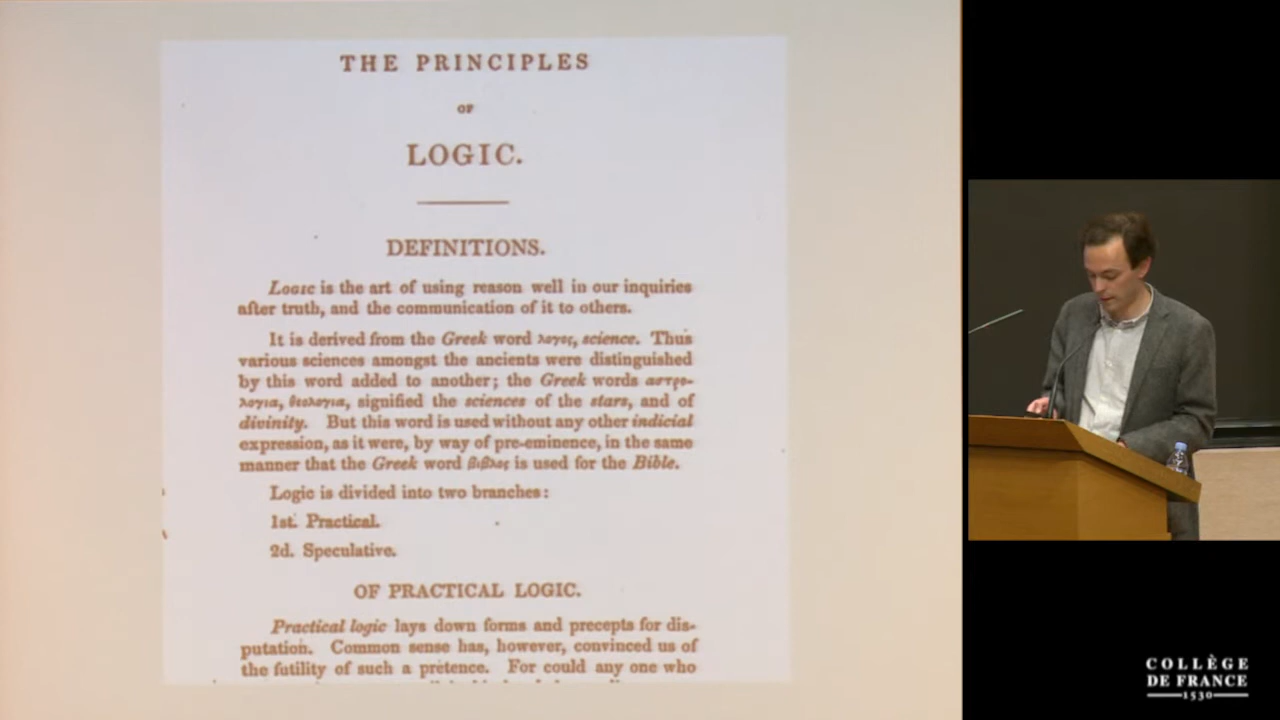 THE PRINCIPLES
OF
LOGIC.
DEFINITIONS.
Logic is the art of using reason well in our inquiries
after truth, and the communication of it to others.
It is derived from the Greek word λογος, science. Thus
various sciences amongst the ancients were distinguished
by this word added to another; the Greek words αστρο-
λογια, θεολογια, signified the sciences of the stars, and of
divinity. But this word is used without any other indicial
expression, as it were, by way of pre-eminence, in the same
manner that the Greek word βιβλος is used for the Bible.
Logic is divided into two branches:
1st. Practical.
2d. Speculative.
OF PRACTICAL LOGIC.
Practical logic lays down forms and precepts for dis-
putation. Common sense has, however, convinced us of
the futility of such a pretence. For could any one who
COLLÈGE
DE FRANCE
1530